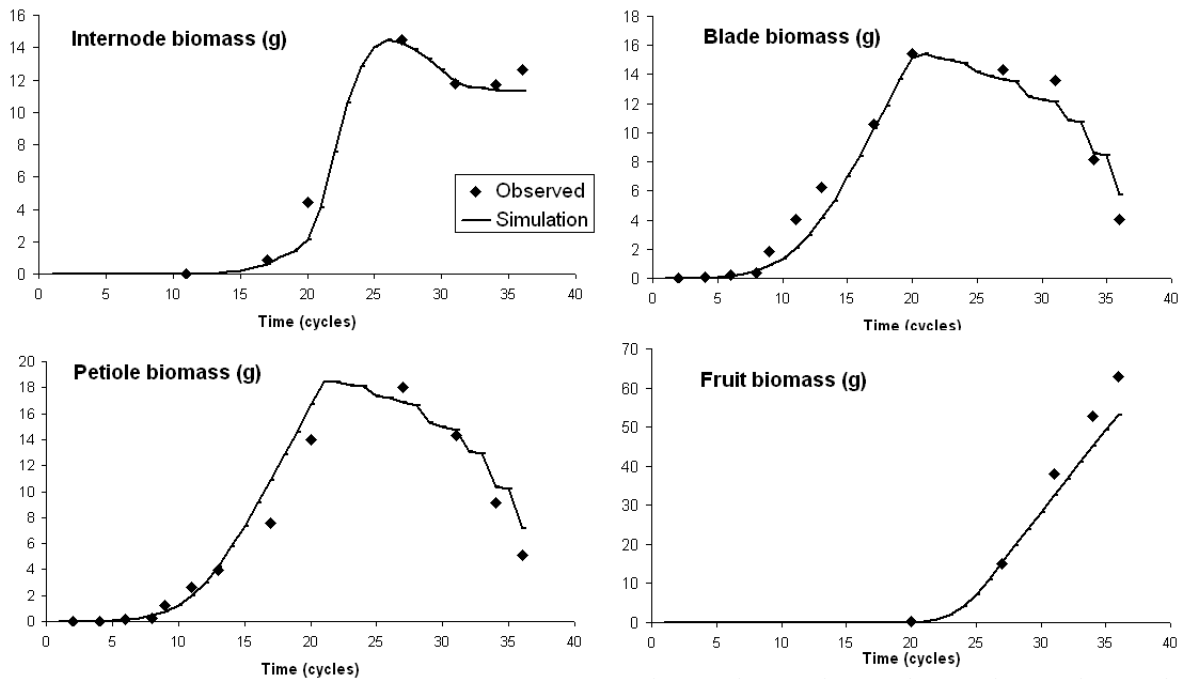 Internode biomass (g)
16
14
12
10
8
6
4
2
0
0 5 10 15 20 25 30 35 40
Time (cycles)
Observed
Simulation
Blade biomass (g)
18
16
14
12
10
8
6
4
2
0
0 5 10 15 20 25 30 35 40
Time (cycles)
Petiole biomass (g)
20
18
16
14
12
10
8
6
4
2
0
0 5 10 15 20 25 30 35 40
Time (cycles)
Fruit biomass (g)
70
60
50
40
30
20
10
0
0 5 10 15 20 25 30 35 40
Time (cycles)